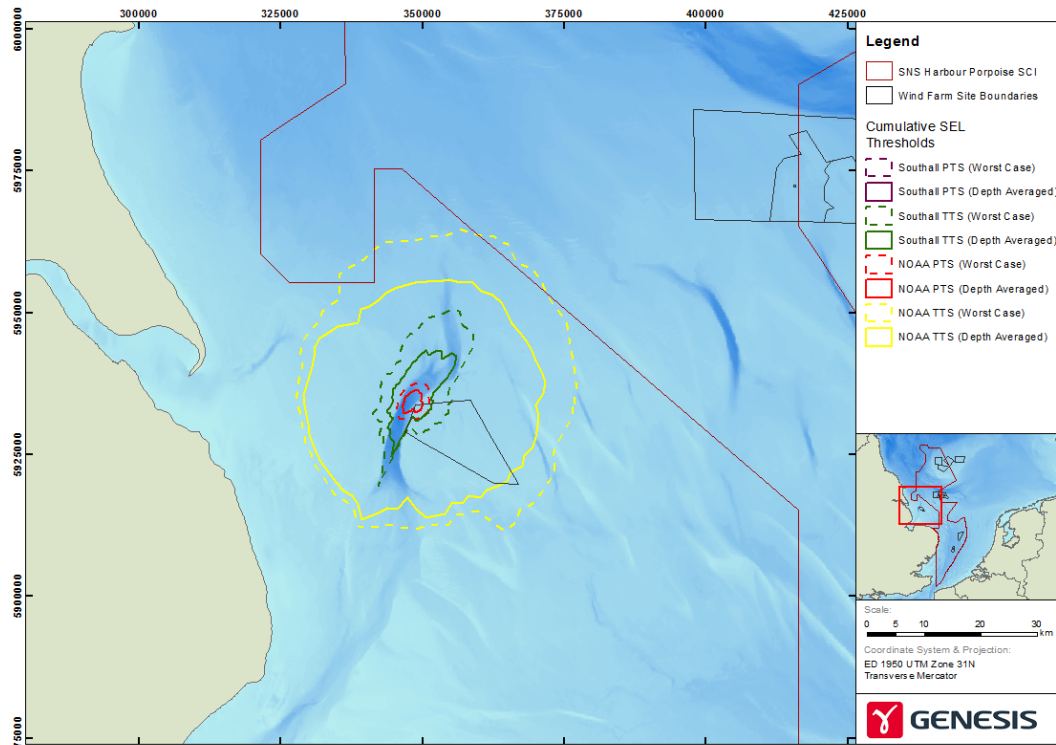 300000
325000
350000
375000
400000
425000
6000000
5975000
5950000
5925000
5900000
5875000
Legend
SNS Harbour Porpoise SCI
Wind Farm Site Boundaries
Cumulative SEL
Thresholds
Southall PTS (Worst Case)
Southall PTS (Depth Averaged)
Southall TTS (Worst Case)
Southall TTS (Depth Averaged)
NOAA PTS (Worst Case)
NOAA PTS (Depth Averaged)
NOAA TTS (Worst Case)
NOAA TTS (Depth Averaged)
Scale:
0 5 10 20 30
km
Coordinate System & Projection:
ED 1950 UTM Zone 31N
Transverse Mercator
GENESIS